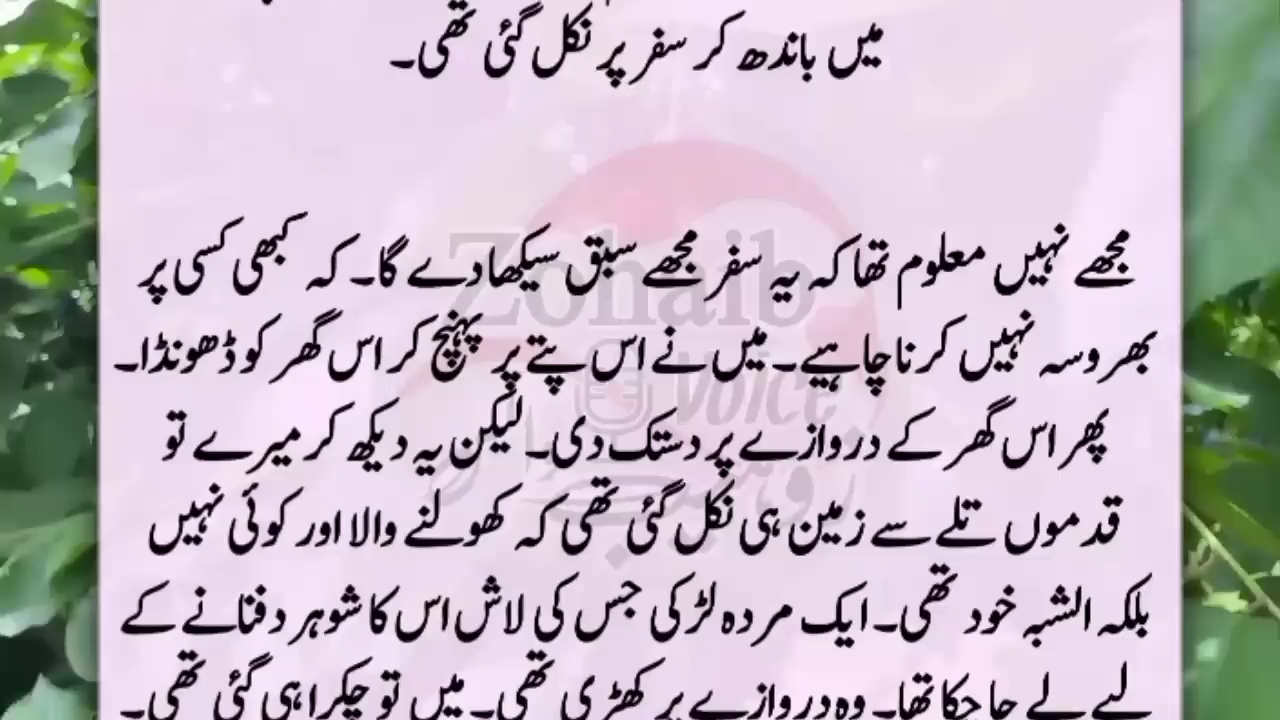 میں باندھ کر سفر پر نکل گئی تھی۔
مجھے نہیں معلوم تھا کہ یہ سفر مجھے سبق سیکھا دے گا۔ کہ کبھی کسی پر
بھروسہ نہیں کرنا چاہیے۔ میں نے اس پتے پر پہنچ کر اس گھر کو ڈھونڈا۔
پھر اس گھر کے دروازے پر دستک دی۔ لیکن یہ دیکھ کر میرے تو
قدموں تلے سے زمین ہی نکل گئی تھی کہ کھولنے والا اور کوئی نہیں
بلکہ الشبہ خود تھی۔ ایک مردہ لڑکی جس کی لاش اس کا شوہر دفنانے کے
لیے لے جا چکا تھا۔ وہ دروازے پر کھڑی تھی۔ میں تو چکرا ہی گئی تھی۔
Zohaib
Voice